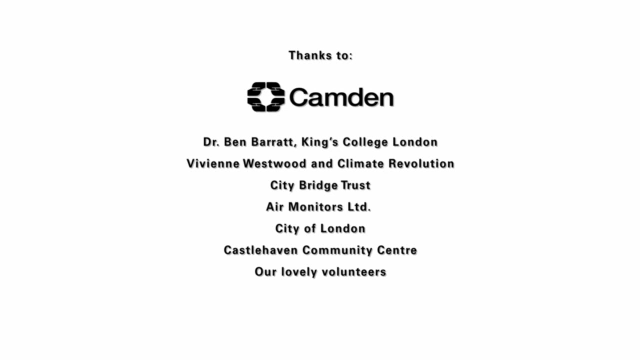 Thanks to:
Camden
Dr. Ben Barratt, King's College London
Vivienne Westwood and Climate Revolution
City Bridge Trust
Air Monitors Ltd.
City of London
Castlehaven Community Centre
Our lovely volunteers